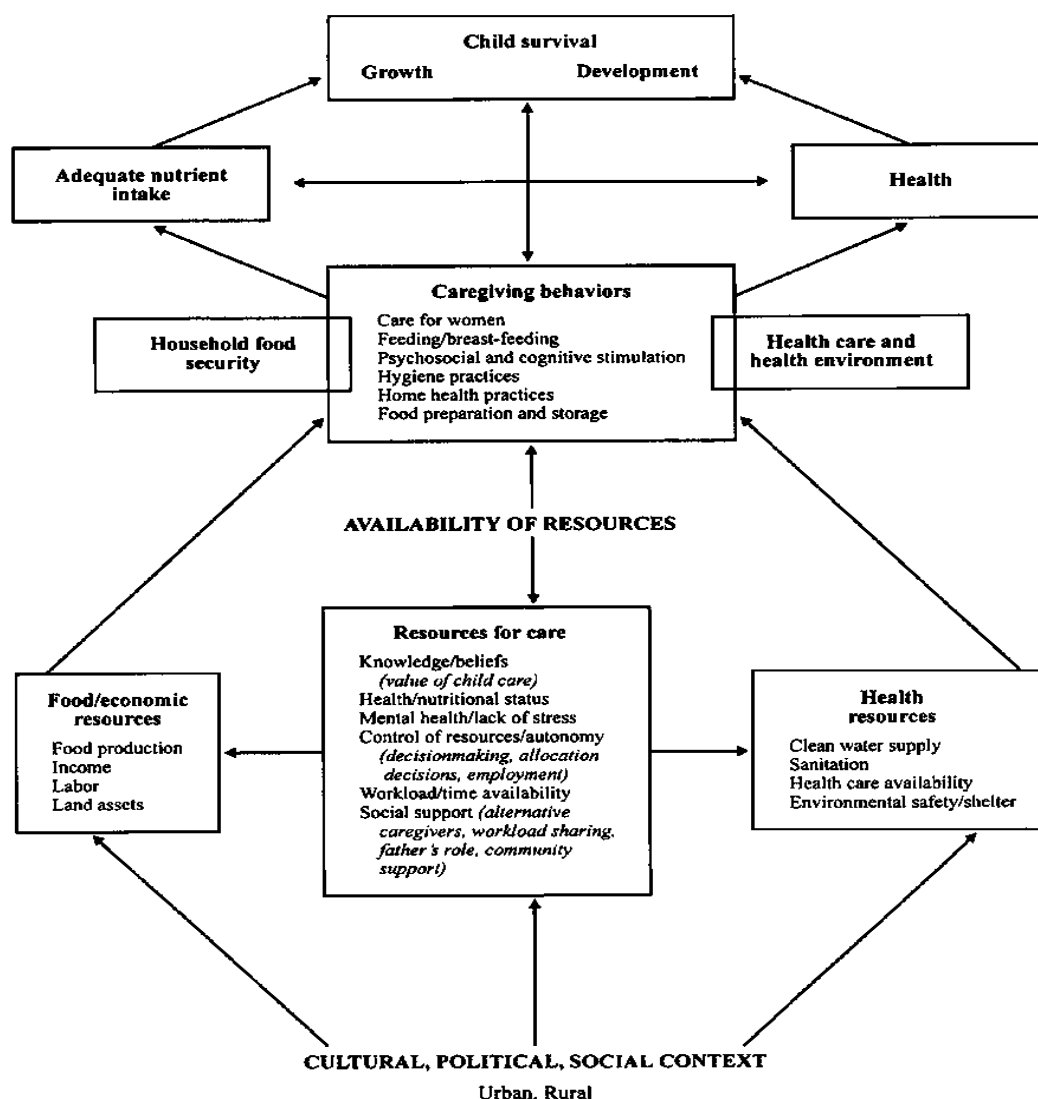 Child survival
Growth Development
Adequate nutrient
intake
Health
Caregiving behaviors
Care for women
Feeding/breast-feeding
Psychosocial and cognitive stimulation
Hygiene practices
Home health practices
Food preparation and storage
Household food
security
Health care and
health environment
AVAILABILITY OF RESOURCES
Resources for care
Knowledge/beliefs
(value of child care)
Health/nutritional status
Mental health/lack of stress
Control of resources/autonomy
(decisionmaking, allocation
decisions, employment)
Workload/time availability
Social support (alternative
caregivers, workload sharing,
father's role, community
support)
Food/economic
resources
Food production
Income
Labor
Land assets
Health
resources
Clean water supply
Sanitation
Health care availability
Environmental safety/shelter
CULTURAL, POLITICAL, SOCIAL CONTEXT
Urban, Rural